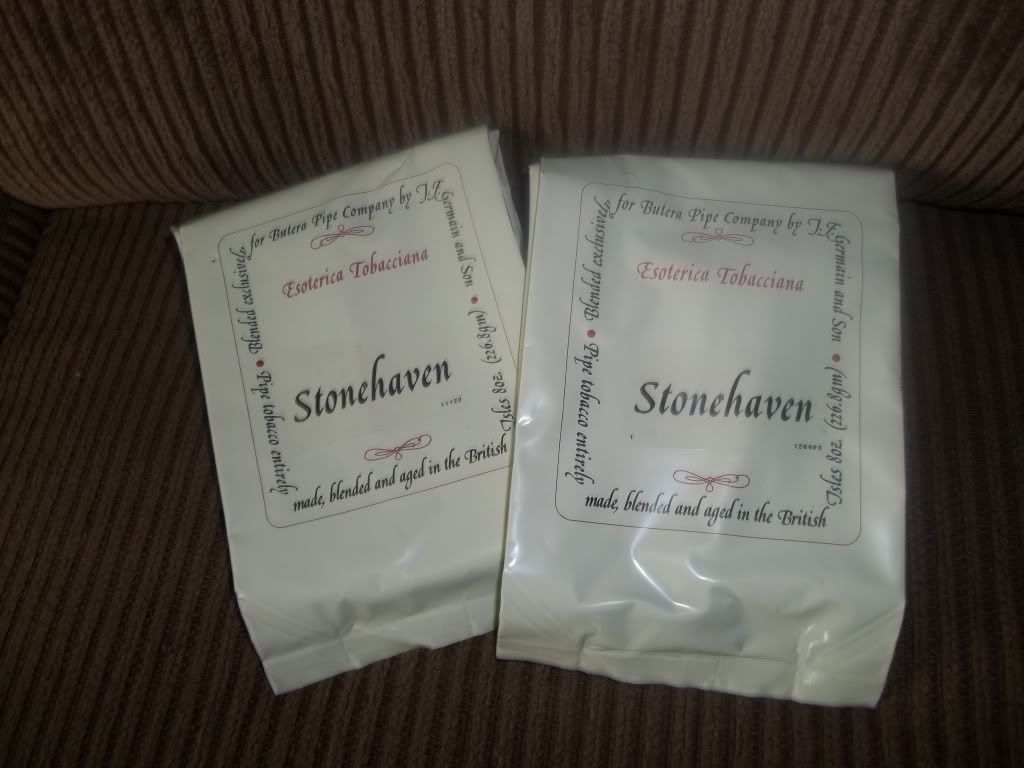 Blended exclusively
for Butera Pipe Company by J.F.
Germain and Son •
Esoterica Tobacciana
Stonehaven
11122
• Pipe tobacco entirely
made, blended and aged in the British
Isles 8oz. (226.8gm)
Blended exclusively
for Butera Pipe Company by J.F.
Germain and Son •
Esoterica Tobacciana
Stonehaven
120903
• Pipe tobacco entirely
made, blended and aged in the British
Isles 8oz. (226.8gm)